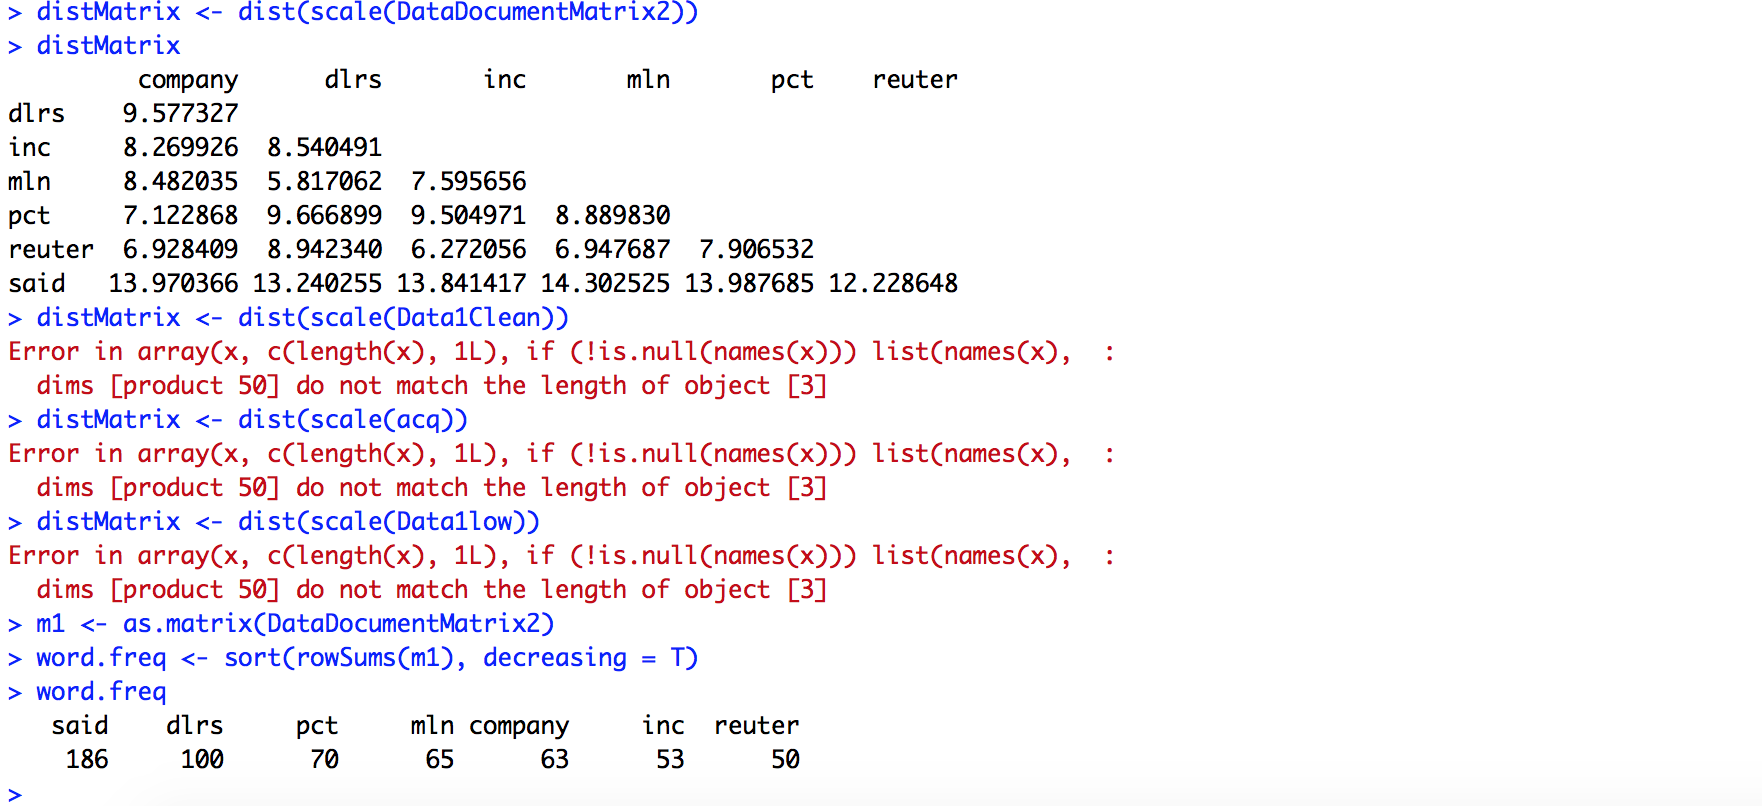 > distMatrix <- dist(scale(DataDocumentMatrix2))
> distMatrix
         company      dlrs       inc       mln       pct    reuter
dlrs    9.577327
inc     8.269926  8.540491
mln     8.482035  5.817062  7.595656
pct     7.122868  9.666899  9.504971  8.889830
reuter  6.928409  8.942340  6.272056  6.947687  7.906532
said   13.970366 13.240255 13.841417 14.302525 13.987685 12.228648
> distMatrix <- dist(scale(Data1Clean))
Error in array(x, c(length(x), 1L), if (!is.null(names(x))) list(names(x),  :
  dims [product 50] do not match the length of object [3]
> distMatrix <- dist(scale(acq))
Error in array(x, c(length(x), 1L), if (!is.null(names(x))) list(names(x),  :
  dims [product 50] do not match the length of object [3]
> distMatrix <- dist(scale(Data1low))
Error in array(x, c(length(x), 1L), if (!is.null(names(x))) list(names(x),  :
  dims [product 50] do not match the length of object [3]
> m1 <- as.matrix(DataDocumentMatrix2)
> word.freq <- sort(rowSums(m1), decreasing = T)
> word.freq
   said    dlrs     pct     mln company     inc  reuter
    186     100      70      65      63      53      50
>